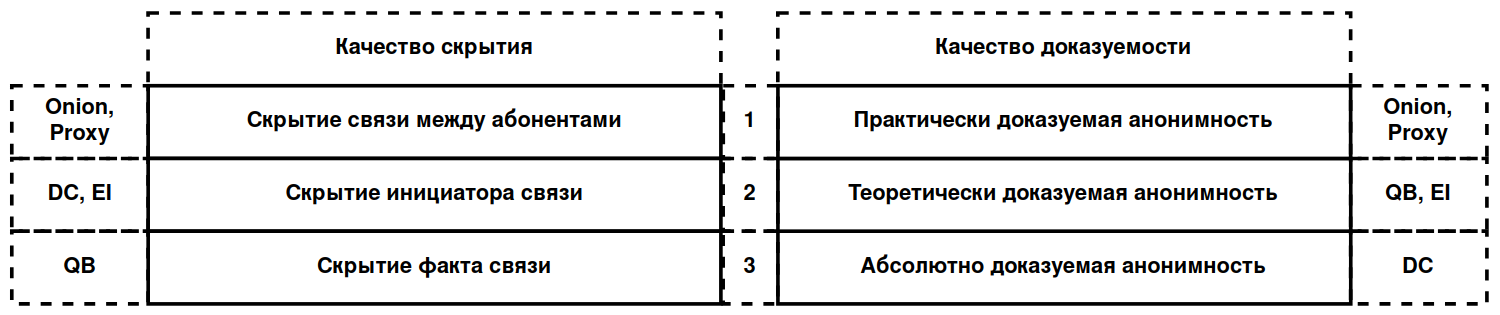 Качество скрытия
Качество доказуемости
Onion,
Proxy
Скрытие связи между абонентами
1
Практически доказуемая анонимность
Onion,
Proxy
DC, EI
Скрытие инициатора связи
2
Теоретически доказуемая анонимность
QB, EI
QB
Скрытие факта связи
3
Абсолютно доказуемая анонимность
DC